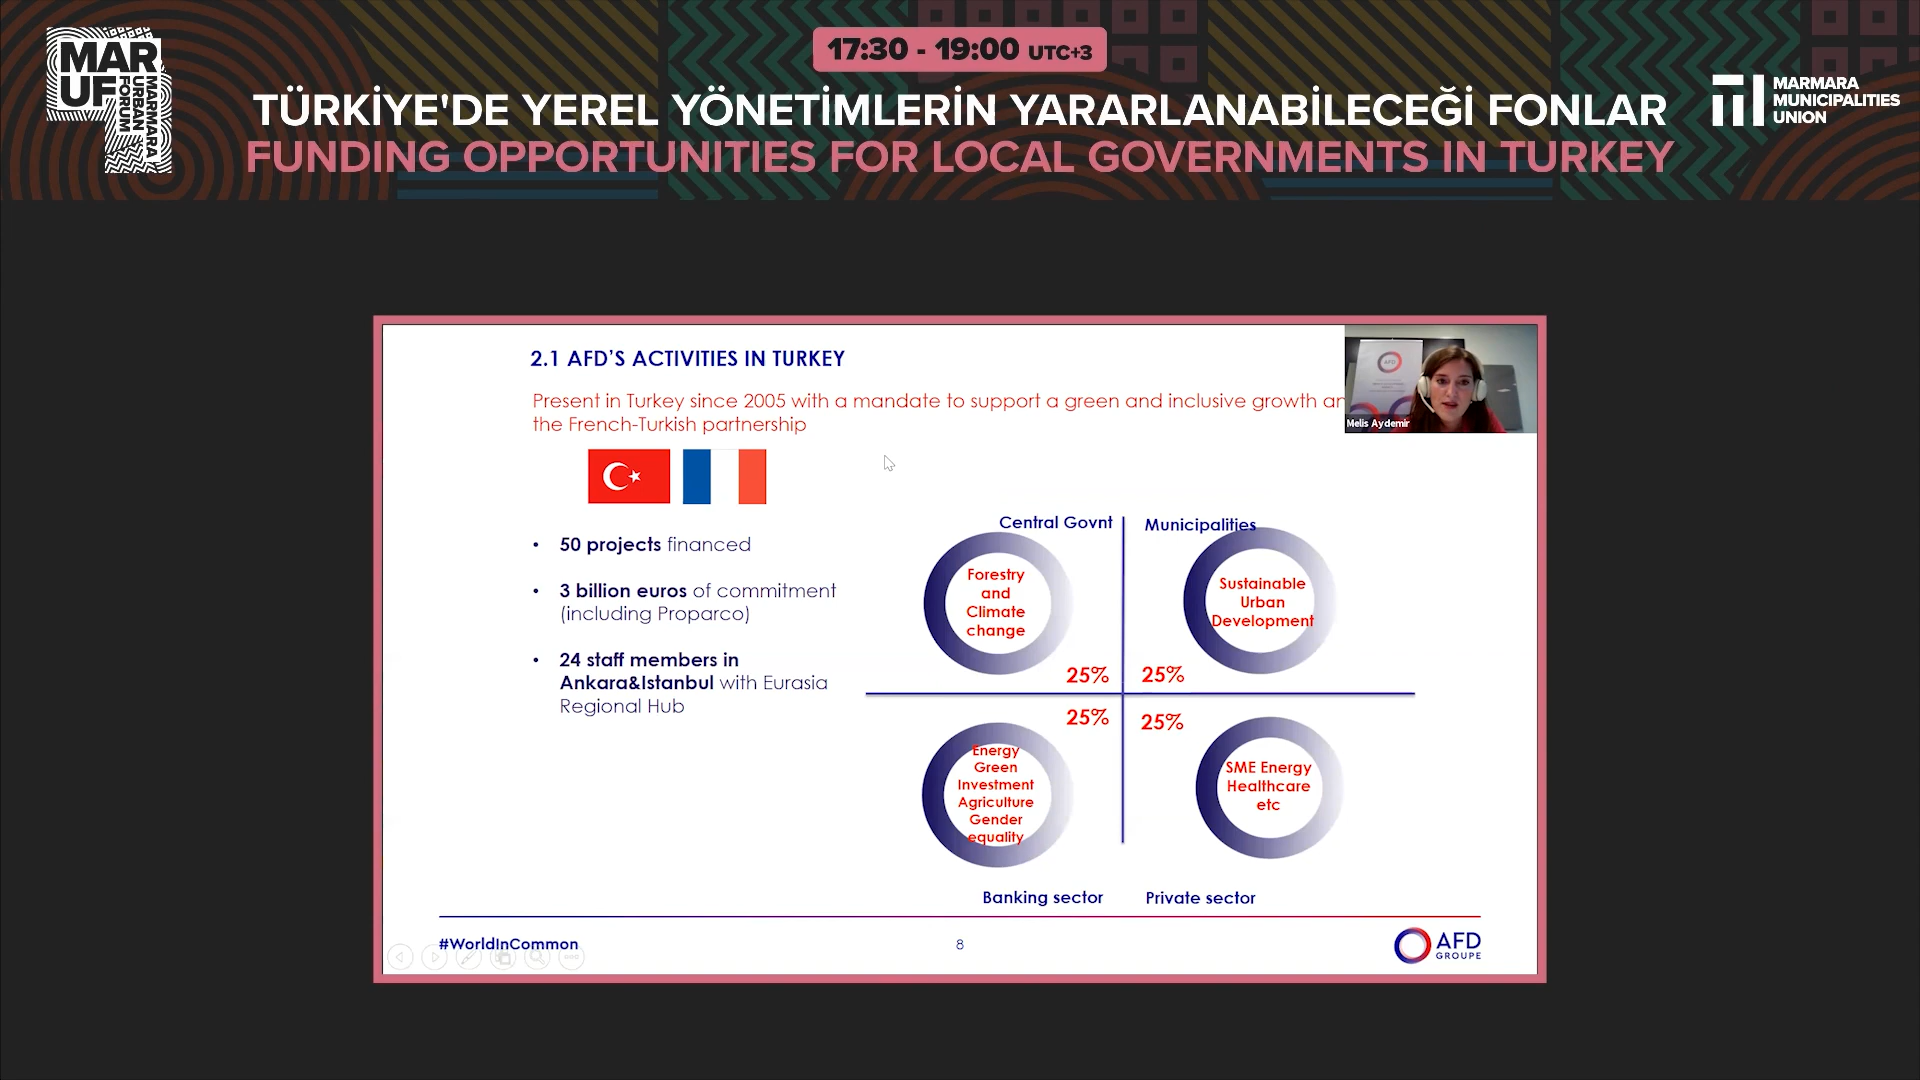 MAR
UF
MARMARA
URBAN
FORUM
17:30 - 19:00 UTC+3
TÜRKİYE'DE YEREL YÖNETİMLERİN YARARLANABİLECEĞİ FONLAR
FUNDING OPPORTUNITIES FOR LOCAL GOVERNMENTS IN TURKEY
MARMARA
MUNICIPALITIES
UNION
2.1 AFD'S ACTIVITIES IN TURKEY
Present in Turkey since 2005 with a mandate to support a green and inclusive growth an
the French-Turkish partnership
AFD
Melis Aydemir
• 50 projects financed
• 3 billion euros of commitment
(including Proparco)
• 24 staff members in
Ankara&Istanbul with Eurasia
Regional Hub
Central Govnt
Forestry
and
Climate
change
25%
Municipalities
Sustainable
Urban
Development
25%
25%
Energy
Green
Investment
Agriculture
Gender
equality
Banking sector
25%
SME Energy
Healthcare
etc
Private sector
#WorldInCommon
8
AFD
GROUPE